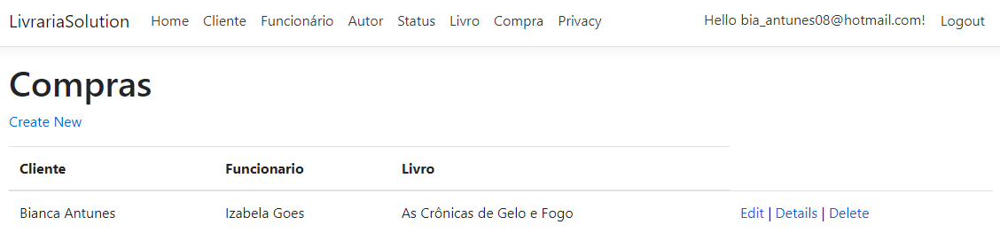 LivrariaSolution Home Cliente Funcionário Autor Status Livro Compra Privacy Hello bia_antunes08@hotmail.com! Logout
Compras
Create New
Cliente Funcionario Livro
Bianca Antunes Izabela Goes As Crônicas de Gelo e Fogo Edit | Details | Delete